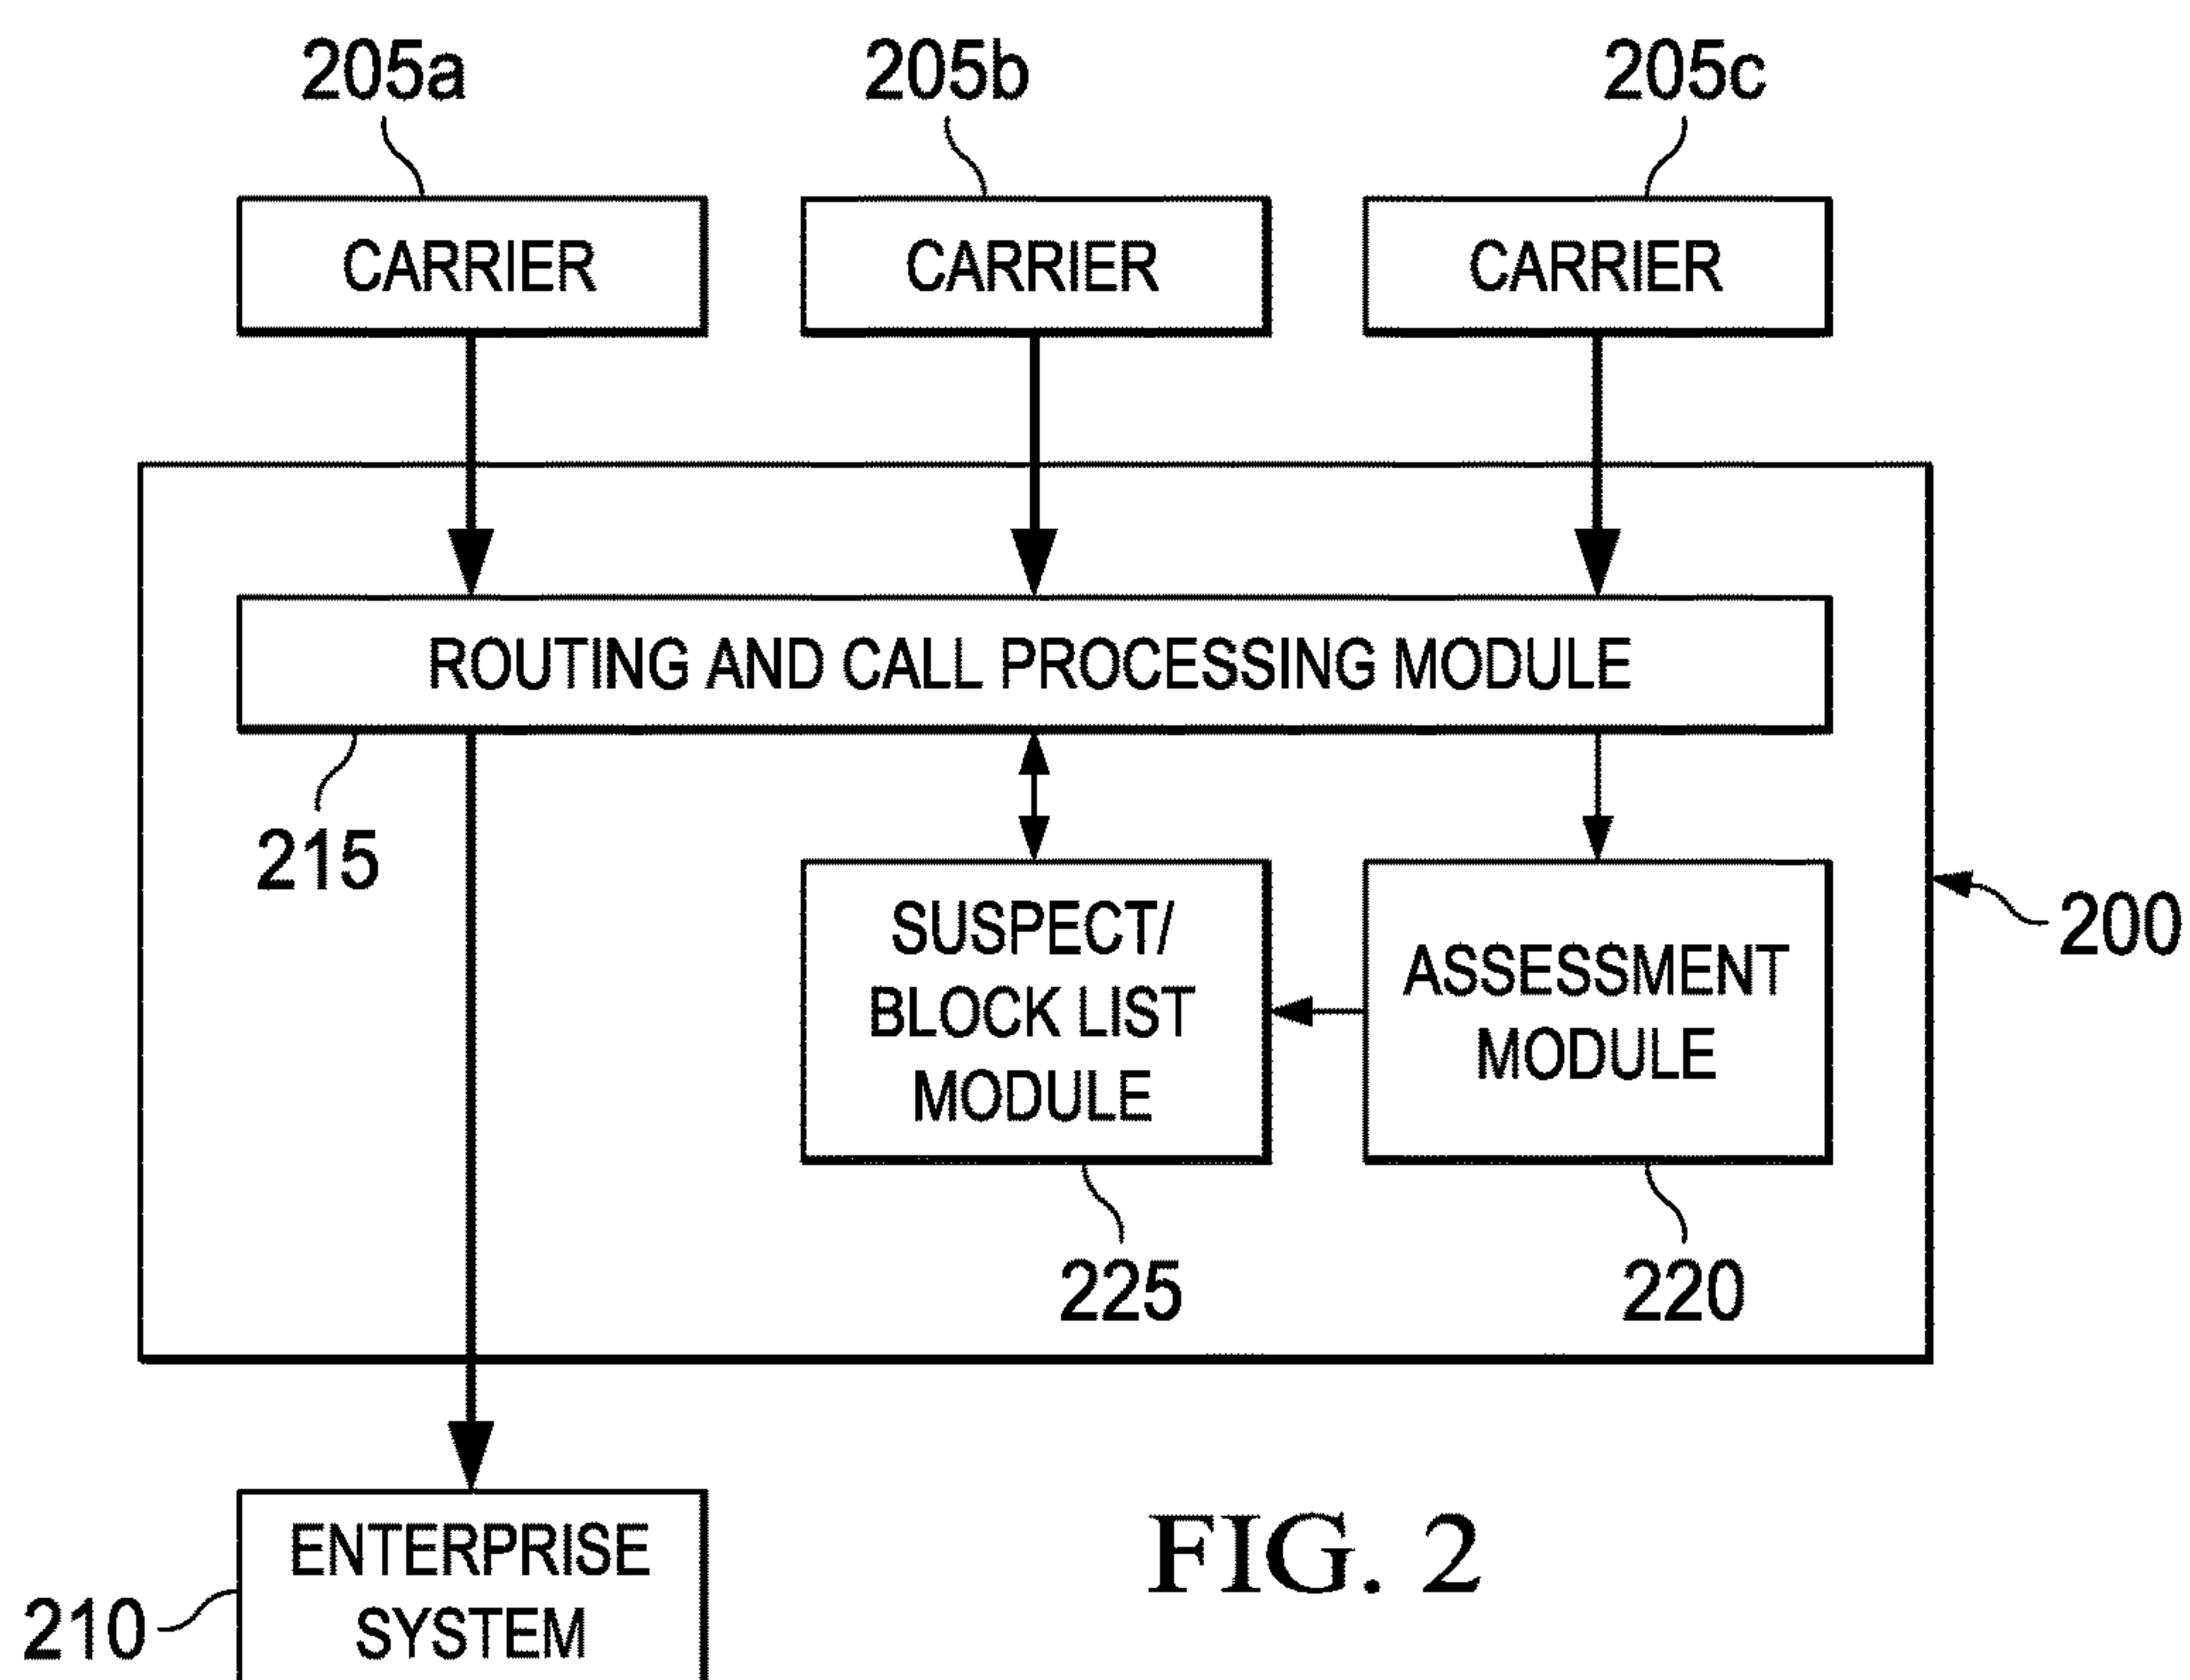 205a
205b
205c
CARRIER
CARRIER
CARRIER
ROUTING AND CALL PROCESSING MODULE
215
SUSPECT/
BLOCK LIST
MODULE
ASSESSMENT
MODULE
200
225
220
ENTERPRISE
SYSTEM
210
FIG. 2